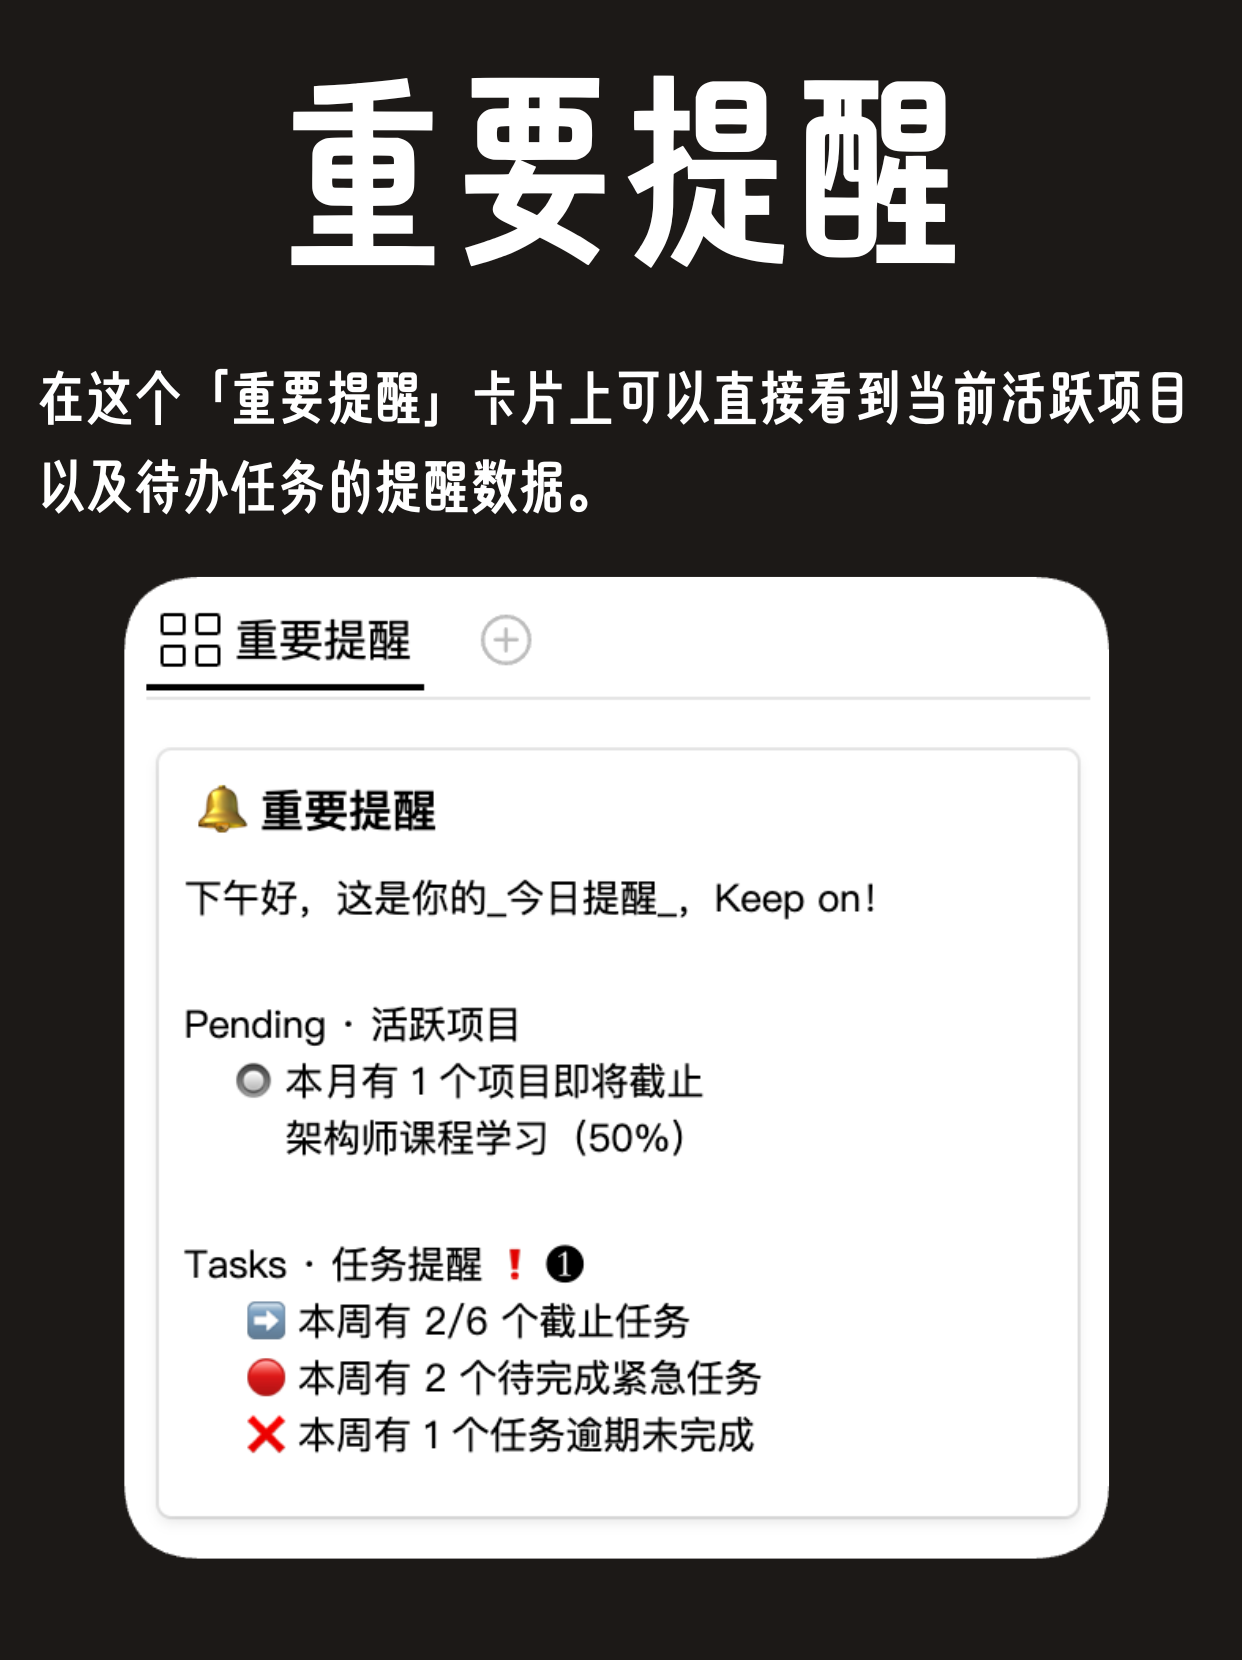 重要提醒
在这个「重要提醒」卡片上可以直接看到当前活跃项目
以及待办任务的提醒数据。
重要提醒
🔔 重要提醒
下午好，这是你的_今日提醒_，Keep on！
Pending · 活跃项目
🔘 本月有 1 个项目即将截止
架构师课程学习（50%）
Tasks · 任务提醒 ❗ ❶
➡️ 本周有 2/6 个截止任务
🔴 本周有 2 个待完成紧急任务
❌ 本周有 1 个任务逾期未完成